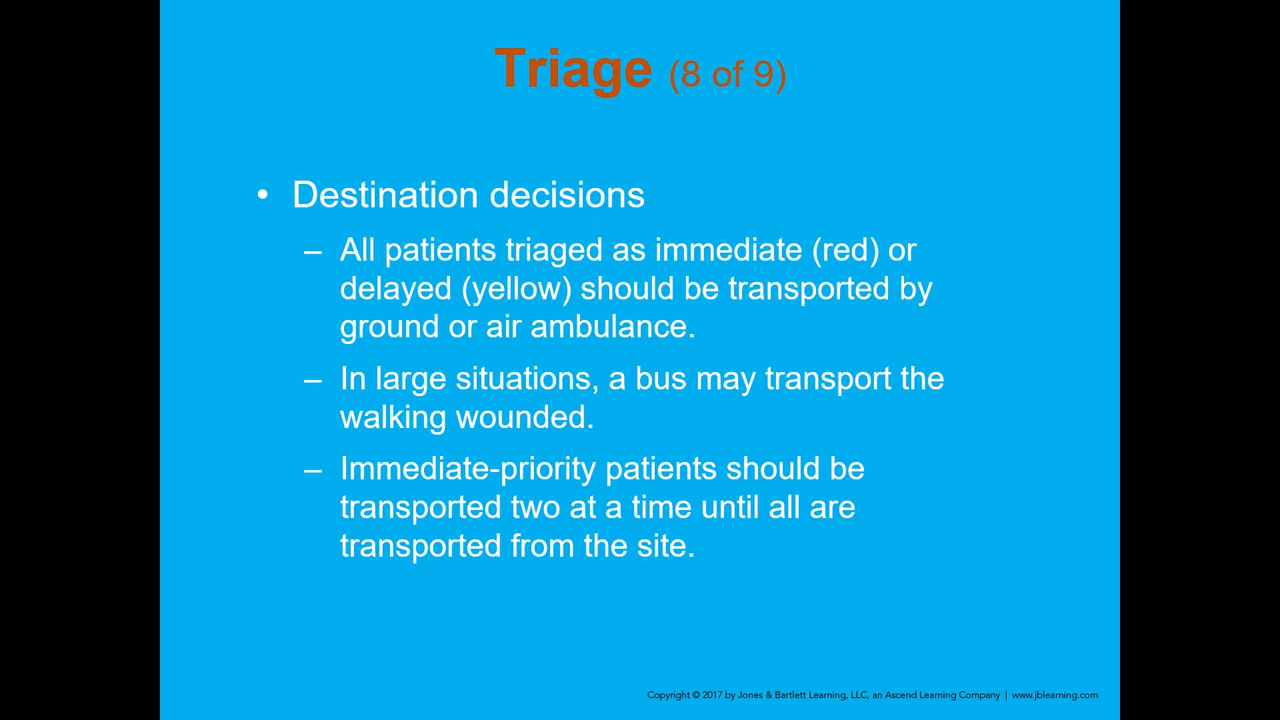 Triage (8 of 9)
• Destination decisions
– All patients triaged as immediate (red) or
delayed (yellow) should be transported by
ground or air ambulance.
– In large situations, a bus may transport the
walking wounded.
– Immediate-priority patients should be
transported two at a time until all are
transported from the site.
Copyright © 2017 by Jones & Bartlett Learning, LLC, an Ascend Learning Company | www.jblearning.com